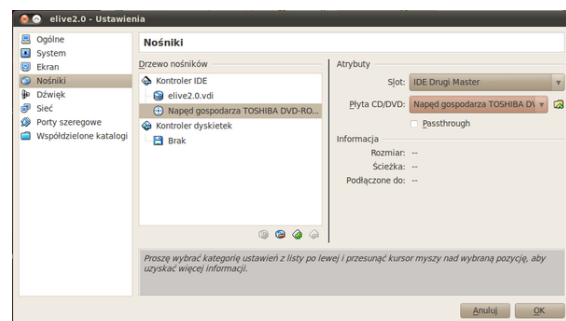 elive2.0 - Ustawienia
Ogólne
System
Ekran
Nośniki
Dźwięk
Sieć
Porty szeregowe
Współdzielone katalogi
Nośniki
Drzewo nośników
Kontroler IDE
elive2.0.vdi
Napęd gospodarza TOSHIBA DVD-RO...
Kontroler dyskietek
Brak
Atrybuty
Slot: IDE Drugi Master
Płyta CD/DVD: Napęd gospodarza TOSHIBA DV
Passthrough
Informacja
Rozmiar: --
Ścieżka: --
Podłączone do: --
Proszę wybrać kategorię ustawień z listy po lewej i przesunąć kursor myszy nad wybraną pozycję, aby
uzyskać więcej informacji.
Anuluj OK